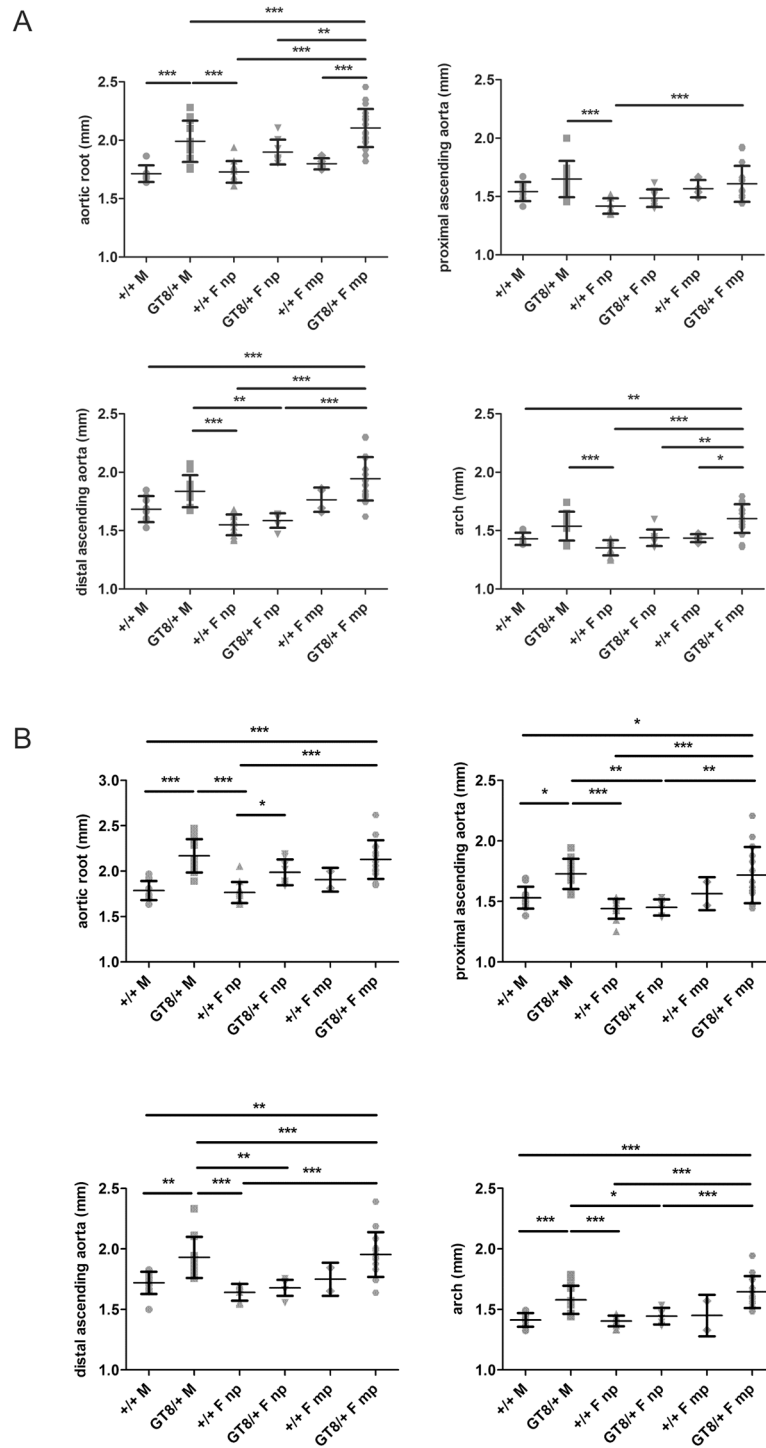 A
***
**
***
*** *** ***
2.5
2.0
1.5
1.0
aortic root (mm)
+/+ M
GT8/+ M
+/+ F np
GT8/+ F np
+/+ F mp
GT8/+ F mp
*** ***
2.5
2.0
1.5
1.0
proximal ascending aorta (mm)
+/+ M
GT8/+ M
+/+ F np
GT8/+ F np
+/+ F mp
GT8/+ F mp
***
***
** ***
***
2.5
2.0
1.5
1.0
distal ascending aorta (mm)
+/+ M
GT8/+ M
+/+ F np
GT8/+ F np
+/+ F mp
GT8/+ F mp
**
***
**
*** *
2.5
2.0
1.5
1.0
arch (mm)
+/+ M
GT8/+ M
+/+ F np
GT8/+ F np
+/+ F mp
GT8/+ F mp
B
***
***
*** ***
*
3.0
2.5
2.0
1.5
1.0
aortic root (mm)
+/+ M
GT8/+ M
+/+ F np
GT8/+ F np
+/+ F mp
GT8/+ F mp
*
***
** **
* ***
2.5
2.0
1.5
1.0
proximal ascending aorta (mm)
+/+ M
GT8/+ M
+/+ F np
GT8/+ F np
+/+ F mp
GT8/+ F mp
**
***
**
** *** ***
2.5
2.0
1.5
1.0
distal ascending aorta (mm)
+/+ M
GT8/+ M
+/+ F np
GT8/+ F np
+/+ F mp
GT8/+ F mp
***
***
* ***
*** ***
2.5
2.0
1.5
1.0
arch (mm)
+/+ M
GT8/+ M
+/+ F np
GT8/+ F np
+/+ F mp
GT8/+ F mp